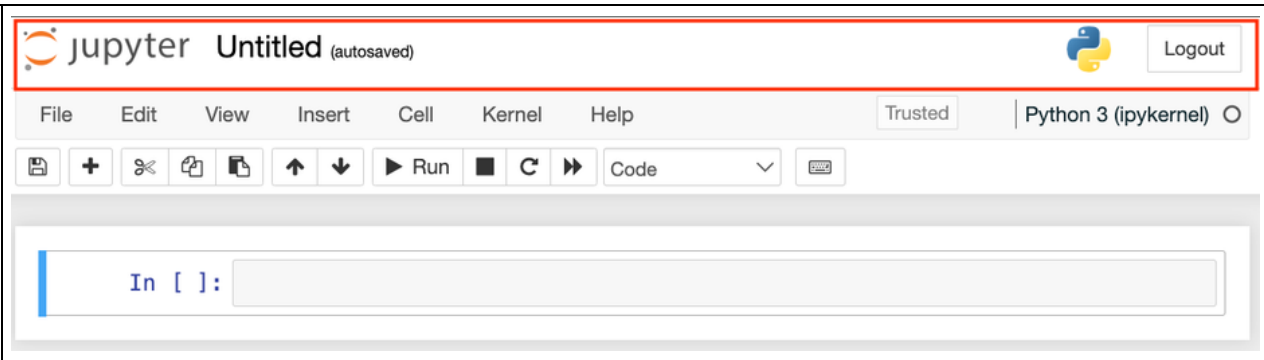 jupyter Untitled (autosaved) Logout
File Edit View Insert Cell Kernel Help Trusted Python 3 (ipykernel)
Run Code
In [ ]: